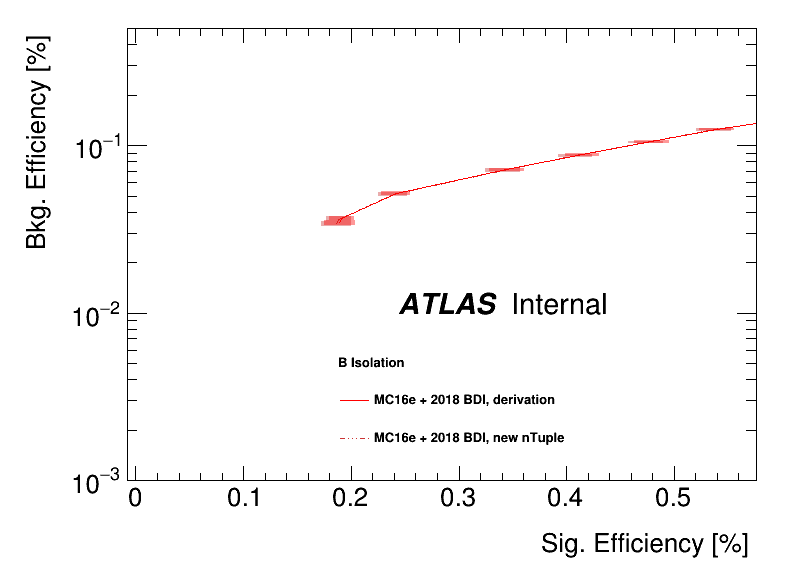 Bkg. Efficiency [%]
10⁻¹
10⁻²
10⁻³
ATLAS Internal
B Isolation
MC16e + 2018 BDI, derivation
MC16e + 2018 BDI, new nTuple
0 0.1 0.2 0.3 0.4 0.5
Sig. Efficiency [%]